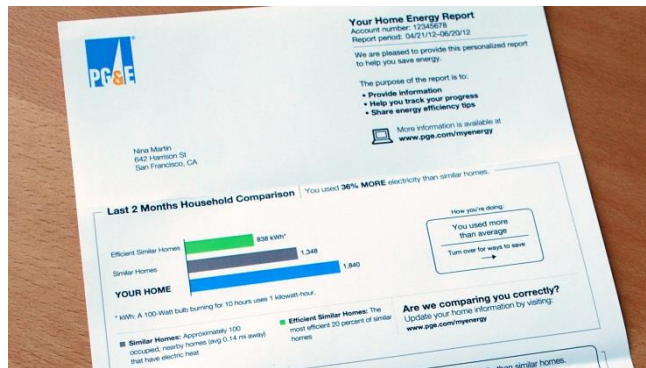 PG&E
Your Home Energy Report
Account number: 12345678
Report period: 04/21/12–06/20/12
We are pleased to provide this personalized report
to help you save energy.
The purpose of the report is to:
• Provide information
• Help you track your progress
• Share energy efficiency tips
More information is available at
www.pge.com/myenergy
Nina Martin
642 Harrison St
San Francisco, CA
Last 2 Months Household Comparison
You used 36% MORE electricity than similar homes.
Efficient Similar Homes 838 kWh*
Similar Homes 1,348
YOUR HOME 1,840
How you're doing:
You used more
than average
Turn over for ways to save
* kWh: A 100-Watt bulb burning for 10 hours uses 1 kilowatt-hour.
Similar Homes: Approximately 100
occupied, nearby homes (avg 0.14 mi away)
that have electric heat
Efficient Similar Homes: The
most efficient 20 percent of similar
homes
Are we comparing you correctly?
Update your home information by visiting:
www.pge.com/myenergy
than similar homes.